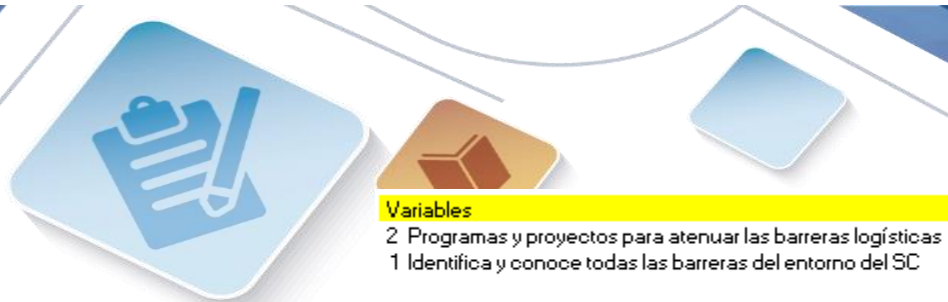 Variables
2 Programas y proyectos para atenuar las barreras logísticas
1 Identifica y conoce todas las barreras del entorno del SC